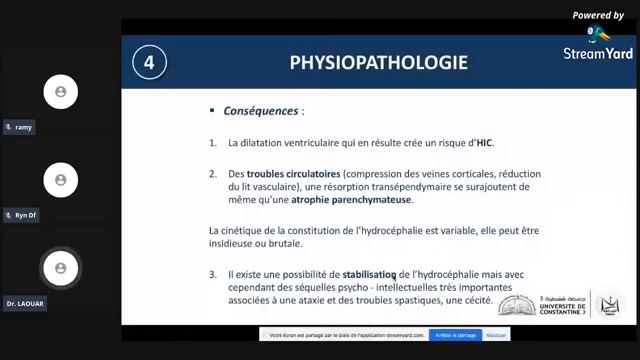 Powered by
StreamYard
4
PHYSIOPATHOLOGIE
▪ Conséquences :
1. La dilatation ventriculaire qui en résulte crée un risque d'HIC.
2. Des troubles circulatoires (compression des veines corticales, réduction
du lit vasculaire), une résorption transépendymaire se surajoutent de
même qu'une atrophie parenchymateuse.
La cinétique de la constitution de l'hydrocéphalie est variable, elle peut être
insidieuse ou brutale.
3. Il existe une possibilité de stabilisation de l'hydrocéphalie mais avec
cependant des séquelles psycho - intellectuelles très importantes
associées à une ataxie et des troubles spastiques, une cécité.
ramy
Ryn Df
Dr. LAOUAR
جامعة قسنطينة 3
UNIVERSITÉ DE
CONSTANTINE 3
Votre écran est partagé par le biais de l'application streamyard.com.
Arrêter le partage
Masquer